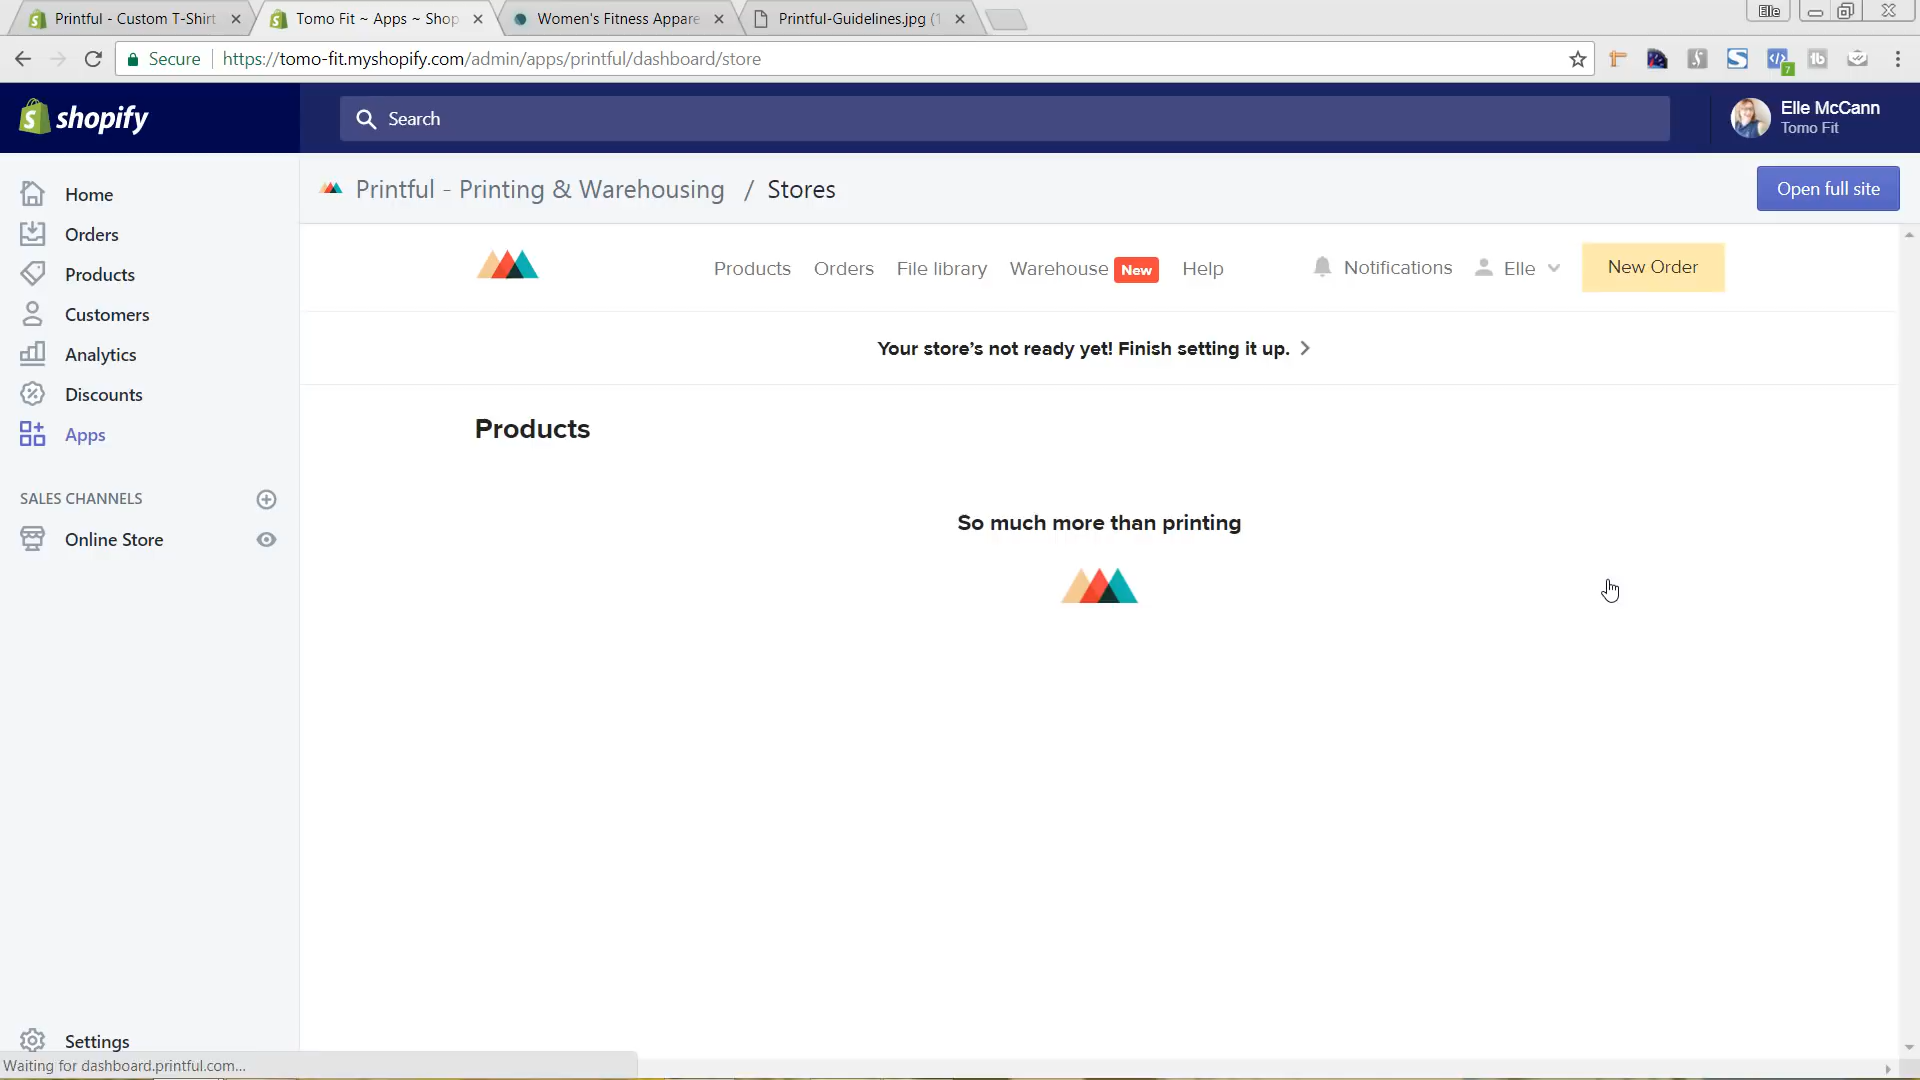 Printful - Custom T-Shirt
Tomo Fit ~ Apps ~ Shop
Women's Fitness Appare
Printful-Guidelines.jpg (1
Elle
Secure
https://tomo-fit.myshopify.com/admin/apps/printful/dashboard/store
7
shopify
Search
Elle McCann
Tomo Fit
Home
Orders
Products
Customers
Analytics
Discounts
Apps
SALES CHANNELS
Online Store
Settings
Printful - Printing & Warehousing / Stores
Open full site
Products
Orders
File library
Warehouse New
Help
Notifications
Elle
New Order
Your store's not ready yet! Finish setting it up.
Products
So much more than printing
Waiting for dashboard.printful.com...